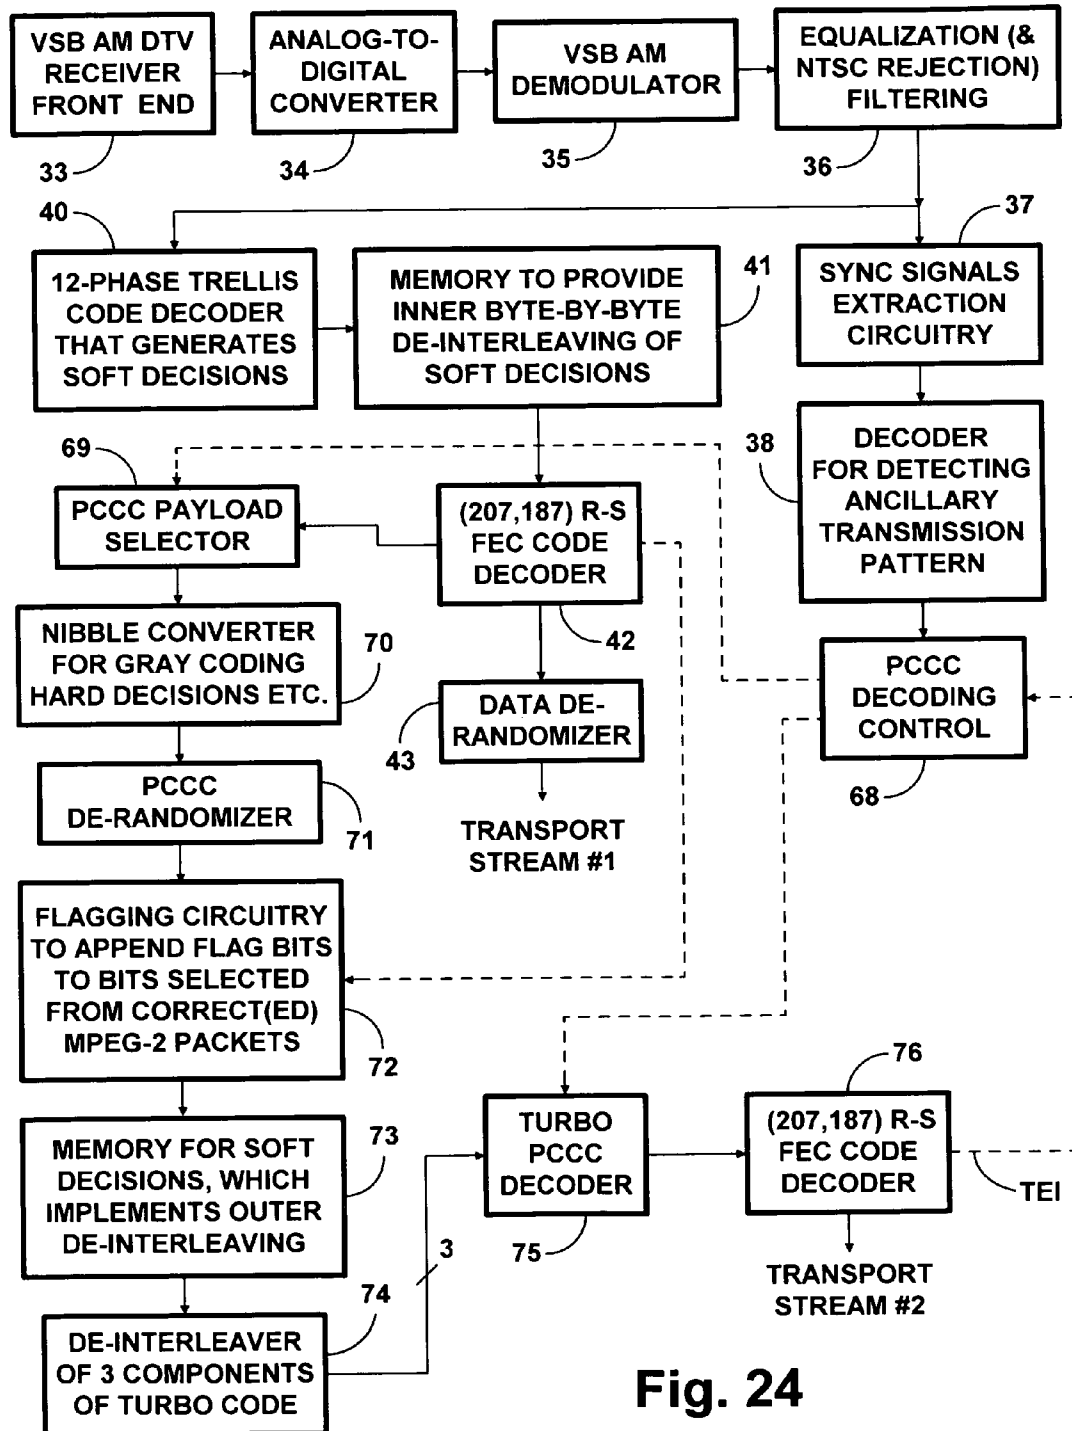 VSB AM DTV
RECEIVER
FRONT END
33
ANALOG-TO-
DIGITAL
CONVERTER
34
VSB AM
DEMODULATOR
35
EQUALIZATION (&
NTSC REJECTION)
FILTERING
36
40
12-PHASE TRELLIS
CODE DECODER
THAT GENERATES
SOFT DECISIONS
MEMORY TO PROVIDE
INNER BYTE-BY-BYTE
DE-INTERLEAVING OF
SOFT DECISIONS
41
37
SYNC SIGNALS
EXTRACTION
CIRCUITRY
38
DECODER
FOR DETECTING
ANCILLARY
TRANSMISSION
PATTERN
69
PCCC PAYLOAD
SELECTOR
(207,187) R-S
FEC CODE
DECODER
42
NIBBLE CONVERTER
FOR GRAY CODING
HARD DECISIONS ETC.
70
DATA DE-
RANDOMIZER
43
PCCC
DECODING
CONTROL
68
PCCC
DE-RANDOMIZER
71
TRANSPORT
STREAM #1
FLAGGING CIRCUITRY
TO APPEND FLAG BITS
TO BITS SELECTED
FROM CORRECT(ED)
MPEG-2 PACKETS
72
MEMORY FOR SOFT
DECISIONS, WHICH
IMPLEMENTS OUTER
DE-INTERLEAVING
73
TURBO
PCCC
DECODER
75
76
(207,187) R-S
FEC CODE
DECODER
TEI
3
TRANSPORT
STREAM #2
74
DE-INTERLEAVER
OF 3 COMPONENTS
OF TURBO CODE
Fig. 24